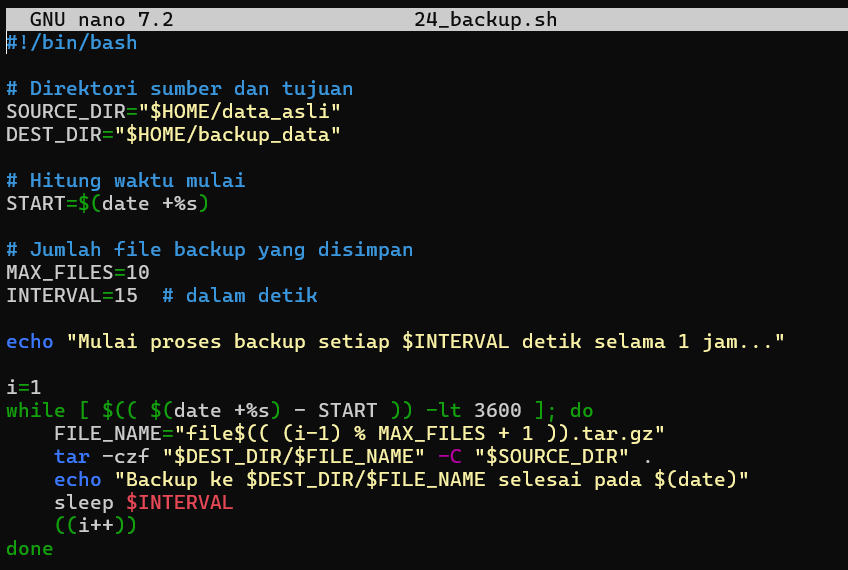 GNU nano 7.2 24_backup.sh
#!/bin/bash
# Direktori sumber dan tujuan
SOURCE_DIR="$HOME/data_asli"
DEST_DIR="$HOME/backup_data"
# Hitung waktu mulai
START=$(date +%s)
# Jumlah file backup yang disimpan
MAX_FILES=10
INTERVAL=15  # dalam detik
echo "Mulai proses backup setiap $INTERVAL detik selama 1 jam..."
i=1
while [ $(( $(date +%s) - START )) -lt 3600 ]; do
    FILE_NAME="file$(( (i-1) % MAX_FILES + 1 )).tar.gz"
    tar -czf "$DEST_DIR/$FILE_NAME" -C "$SOURCE_DIR" .
    echo "Backup ke $DEST_DIR/$FILE_NAME selesai pada $(date)"
    sleep $INTERVAL
    ((i++))
done